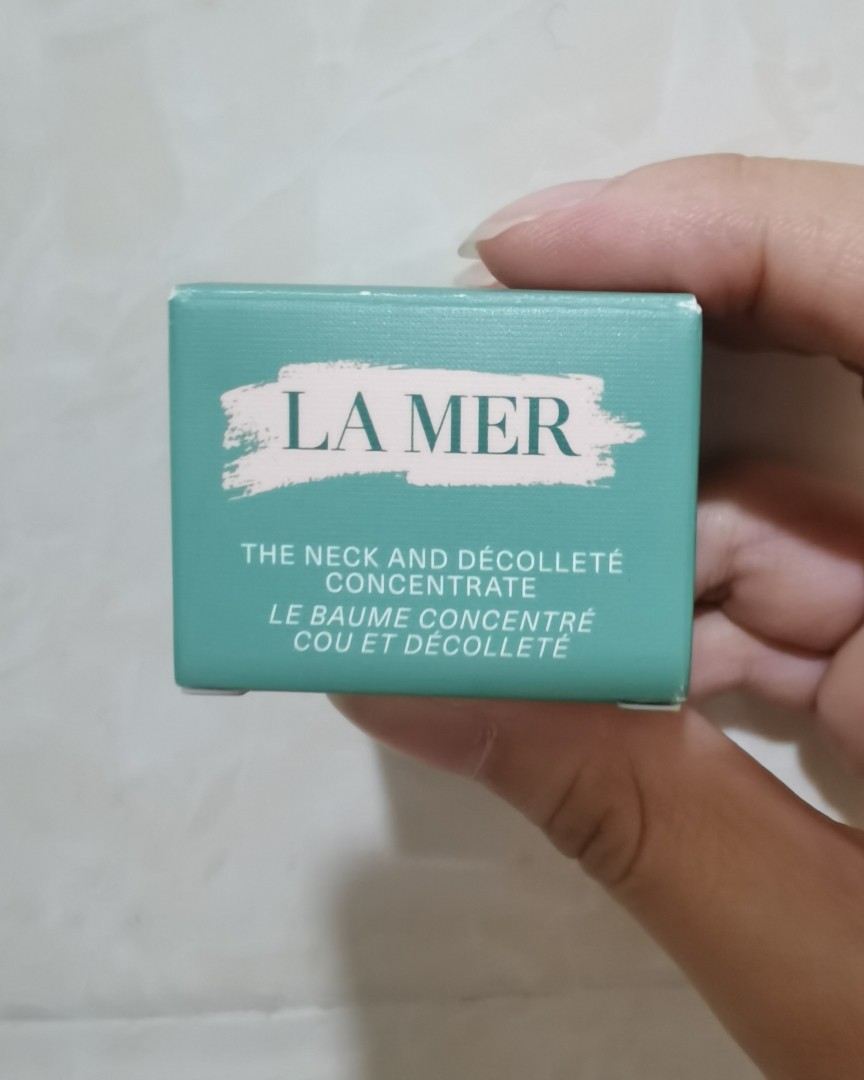 LA MER
THE NECK AND DÉCOLLETÉ
CONCENTRATE
LE BAUME CONCENTRÉ
COU ET DÉCOLLETÉ